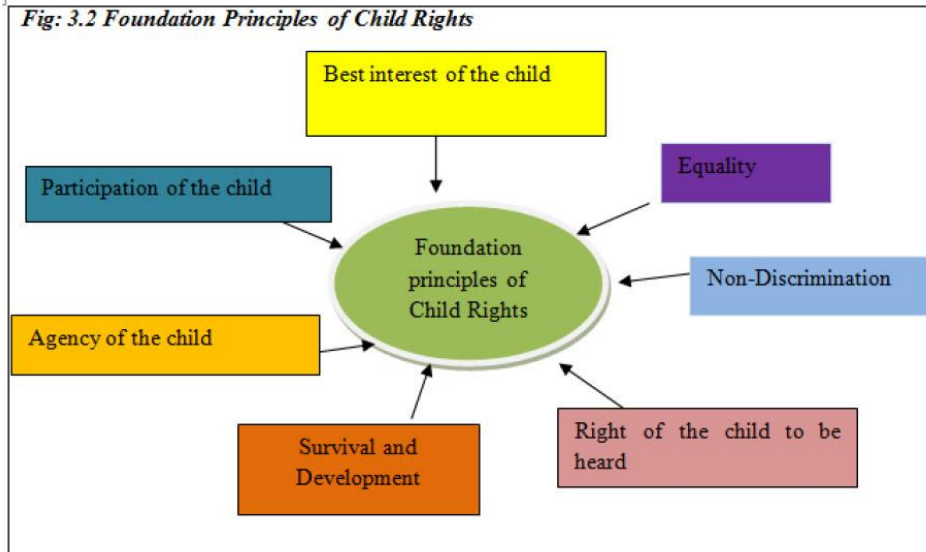 Fig: 3.2 Foundation Principles of Child Rights
Best interest of the child
Equality
Participation of the child
Foundation
principles of
Child Rights
Non-Discrimination
Agency of the child
Survival and
Development
Right of the child to be
heard